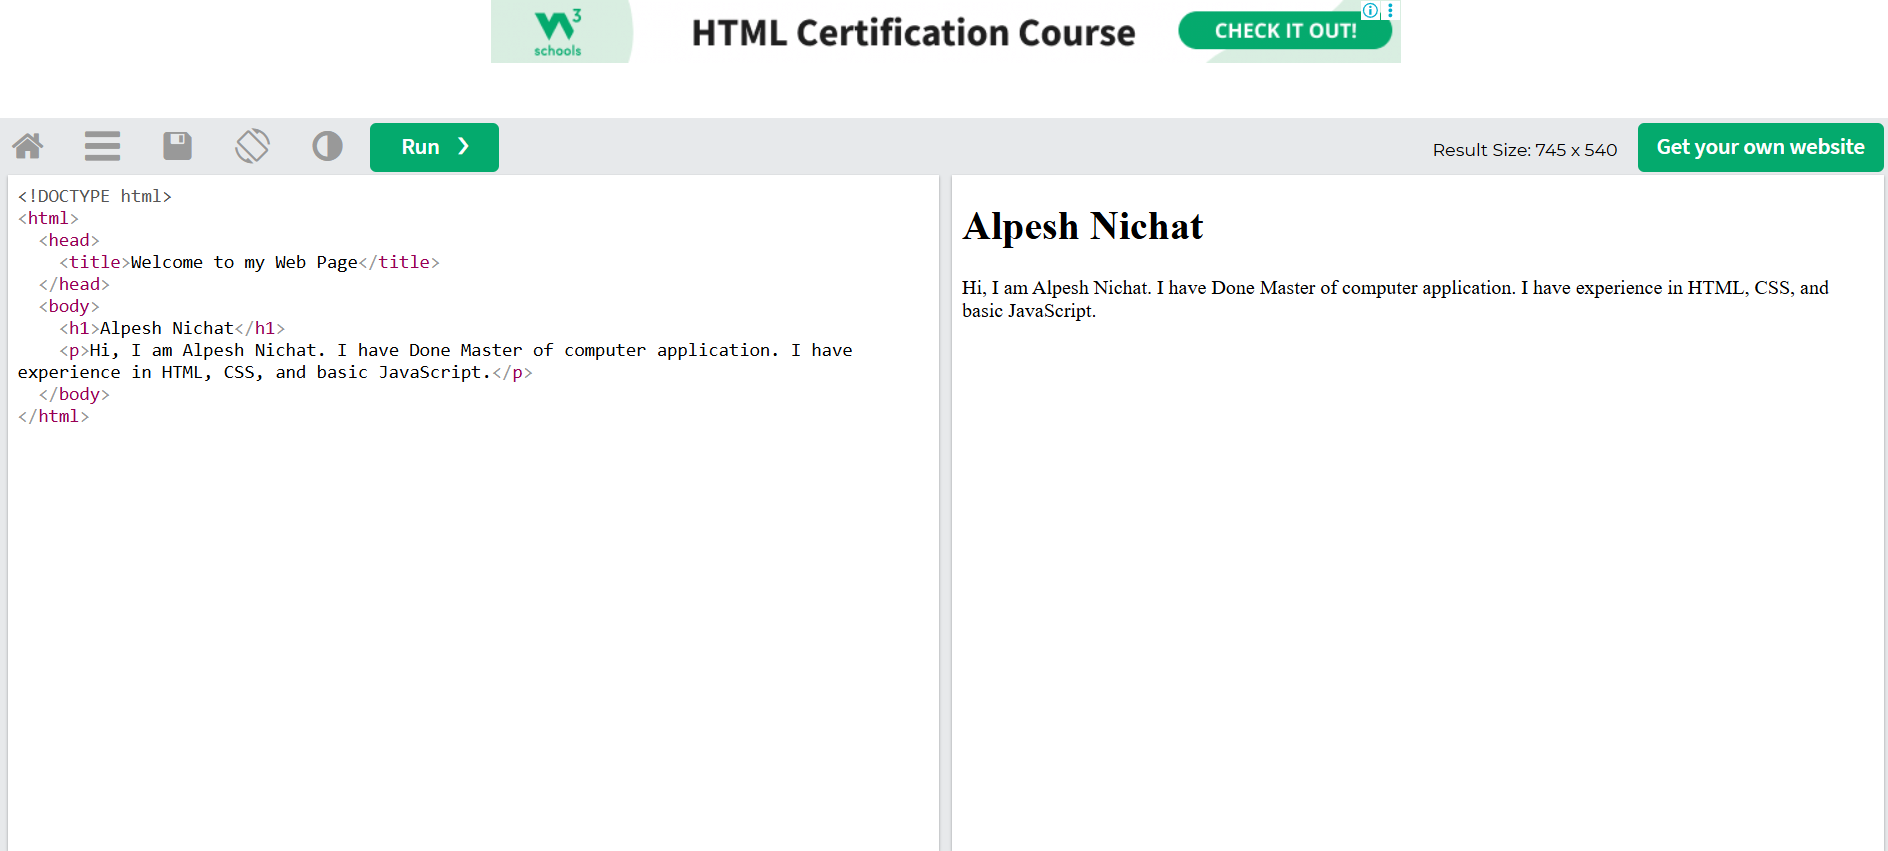 W3
schools
HTML Certification Course
CHECK IT OUT!
Run ❯
Result Size: 745 x 540
Get your own website
<!DOCTYPE html>
<html>
  <head>
    <title>Welcome to my Web Page</title>
  </head>
  <body>
    <h1>Alpesh Nichat</h1>
    <p>Hi, I am Alpesh Nichat. I have Done Master of computer application. I have
experience in HTML, CSS, and basic JavaScript.</p>
  </body>
</html>
Alpesh Nichat
Hi, I am Alpesh Nichat. I have Done Master of computer application. I have experience in HTML, CSS, and
basic JavaScript.